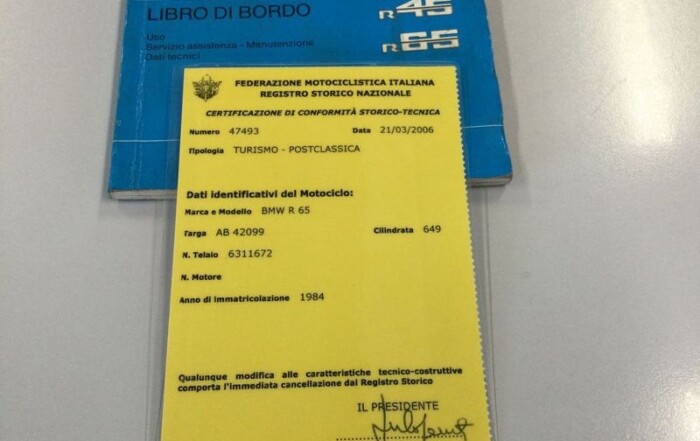 LIBRO DI BORDO
Uso
Servizio assistenza - Manutenzione
Dati tecnici
R 45
R 65
FEDERAZIONE MOTOCICLISTICA ITALIANA
REGISTRO STORICO NAZIONALE
CERTIFICAZIONE DI CONFORMITÀ STORICO-TECNICA
Numero 47493 Data 21/03/2006
Tipologia TURISMO - POSTCLASSICA
Dati identificativi del Motociclo:
Marca e Modello BMW R 65
Targa AB 42099 Cilindrata 649
N. Telaio 6311672
N. Motore
Anno di immatricolazione 1984
Qualunque modifica alle caratteristiche tecnico-costruttive
comporta l'immediata cancellazione dal Registro Storico
IL PRESIDENTE